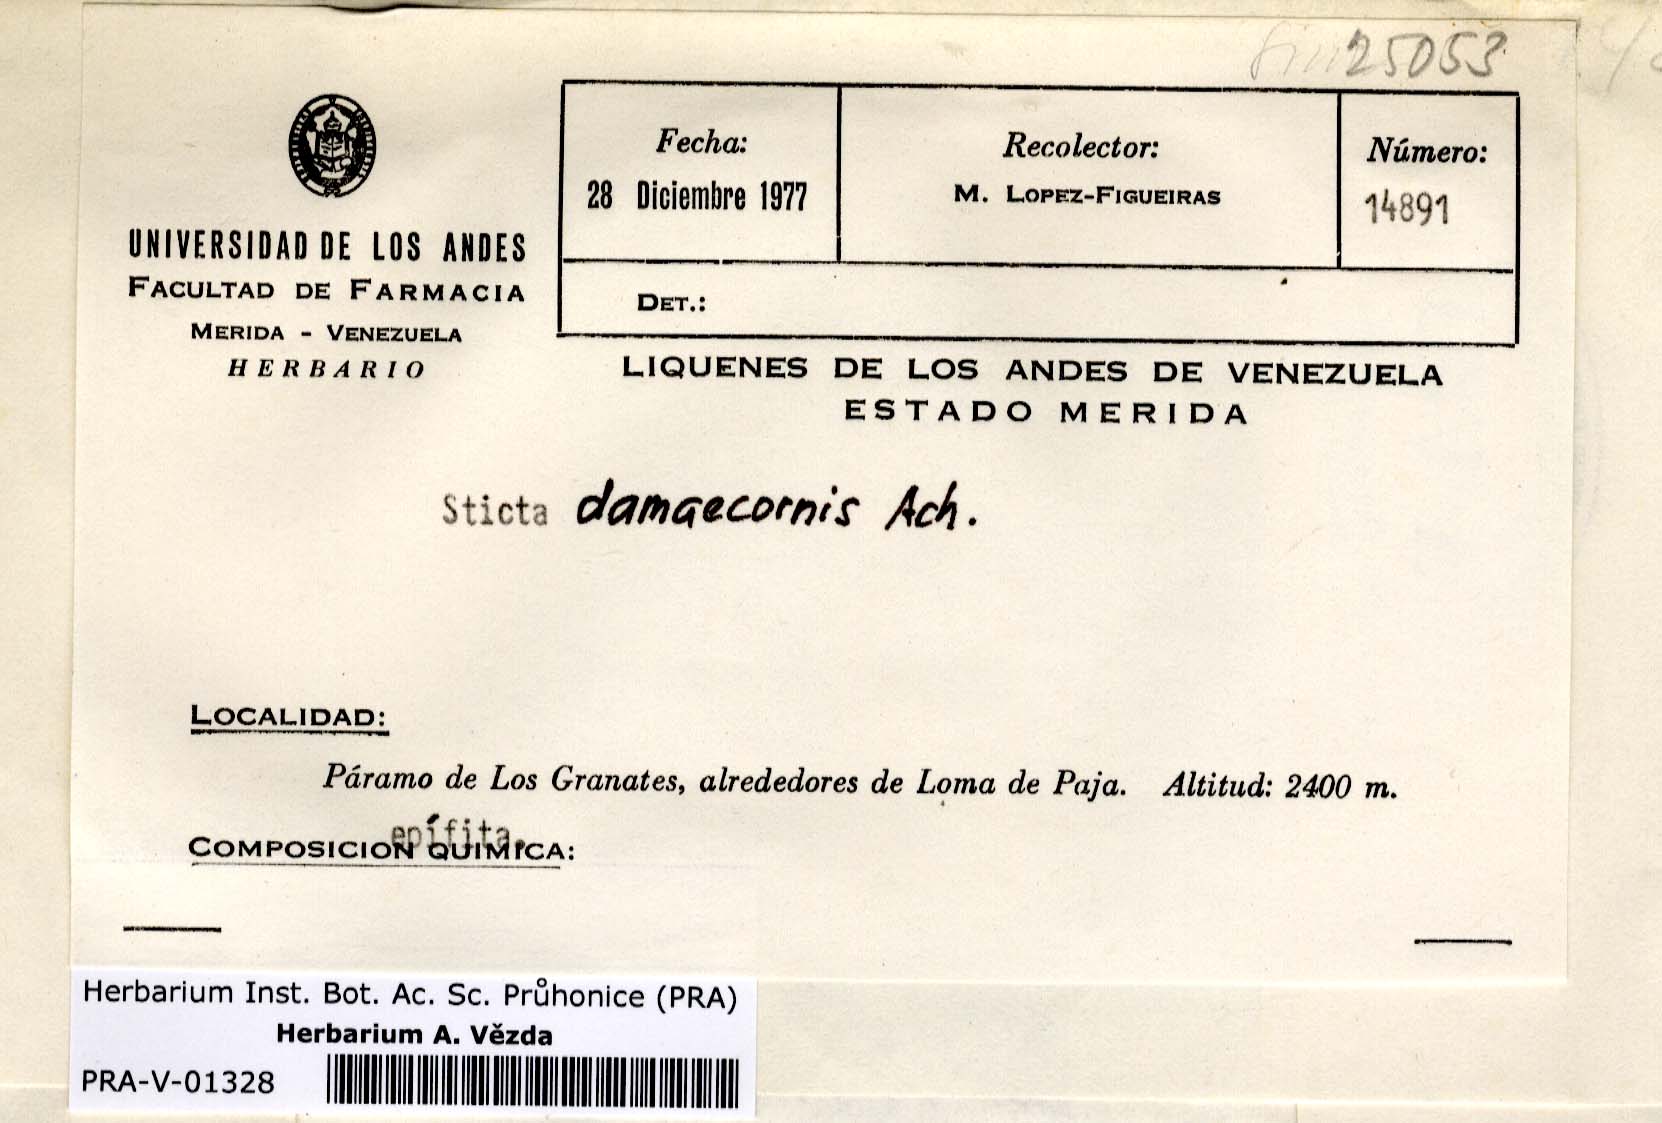 25053
Fecha:
28 Diciembre 1977
Recolector:
M. Lopez-Figueiras
Número:
14891
Det.:
UNIVERSIDAD DE LOS ANDES
Facultad de Farmacia
Merida - Venezuela
HERBARIO
LIQUENES DE LOS ANDES DE VENEZUELA
ESTADO MERIDA
Sticta damaecornis Ach.
Localidad:
Páramo de Los Granates, alrededores de Loma de Paja. Altitud: 2400 m.
epífita.
Composicion quimica:
Herbarium Inst. Bot. Ac. Sc. Průhonice (PRA)
Herbarium A. Vězda
PRA-V-01328